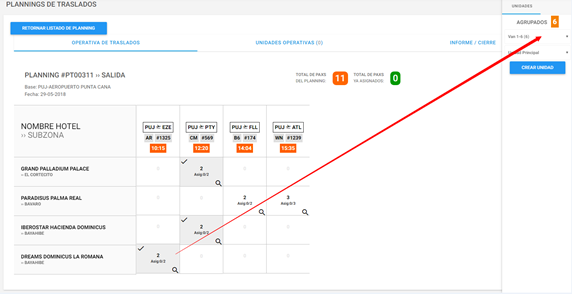 PLANNINGS DE TRASLADOS
UNIDADES
RETORNAR LISTADO DE PLANNING
AGRUPADOS 6
Van 1-6 (6)
Principal
CREAR UNIDAD
OPERATIVA DE TRASLADOS
UNIDADES OPERATIVAS (0)
INFORME / CIERRE
PLANNING #PT00311 ›› SALIDA
Base: PUJ-AEROPUERTO PUNTA CANA
Fecha: 29-05-2018
TOTAL DE PAXS
DEL PLANNING.
11
TOTAL DE PAXS
YA ASIGNADOS:
0
NOMBRE HOTEL
›› SUBZONA
PUJ EZE
AR #1325
10:15
PUJ PTY
CM #569
12:28
PUJ FLL
B6 #174
14:04
PUJ ATL
WN #1239
15:35
GRAND PALLADIUM PALACE
›› EL CORTECITO
0
2
Asig:0/2
0
0
PARADISUS PALMA REAL
›› BAVARO
0
0
2
Asig:0/2
3
Asig:0/3
IBEROSTAR HACIENDA DOMINICUS
›› BAYAHIBE
0
2
Asig:0/2
0
0
DREAMS DOMINICUS LA ROMANA
›› BAYAHIBE
2
Asig:0/2
0
0
0